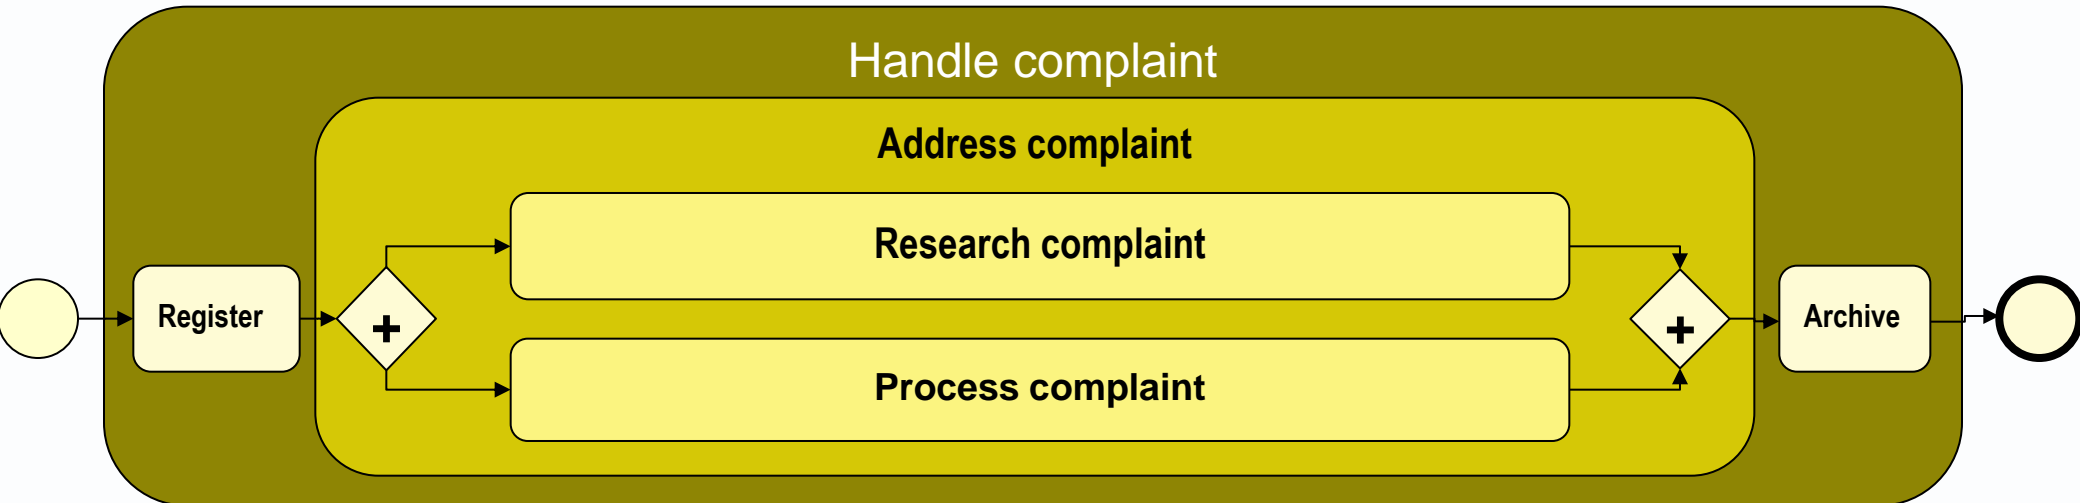 Handle complaint
Address complaint
Research complaint
Register
Archive
Process complaint